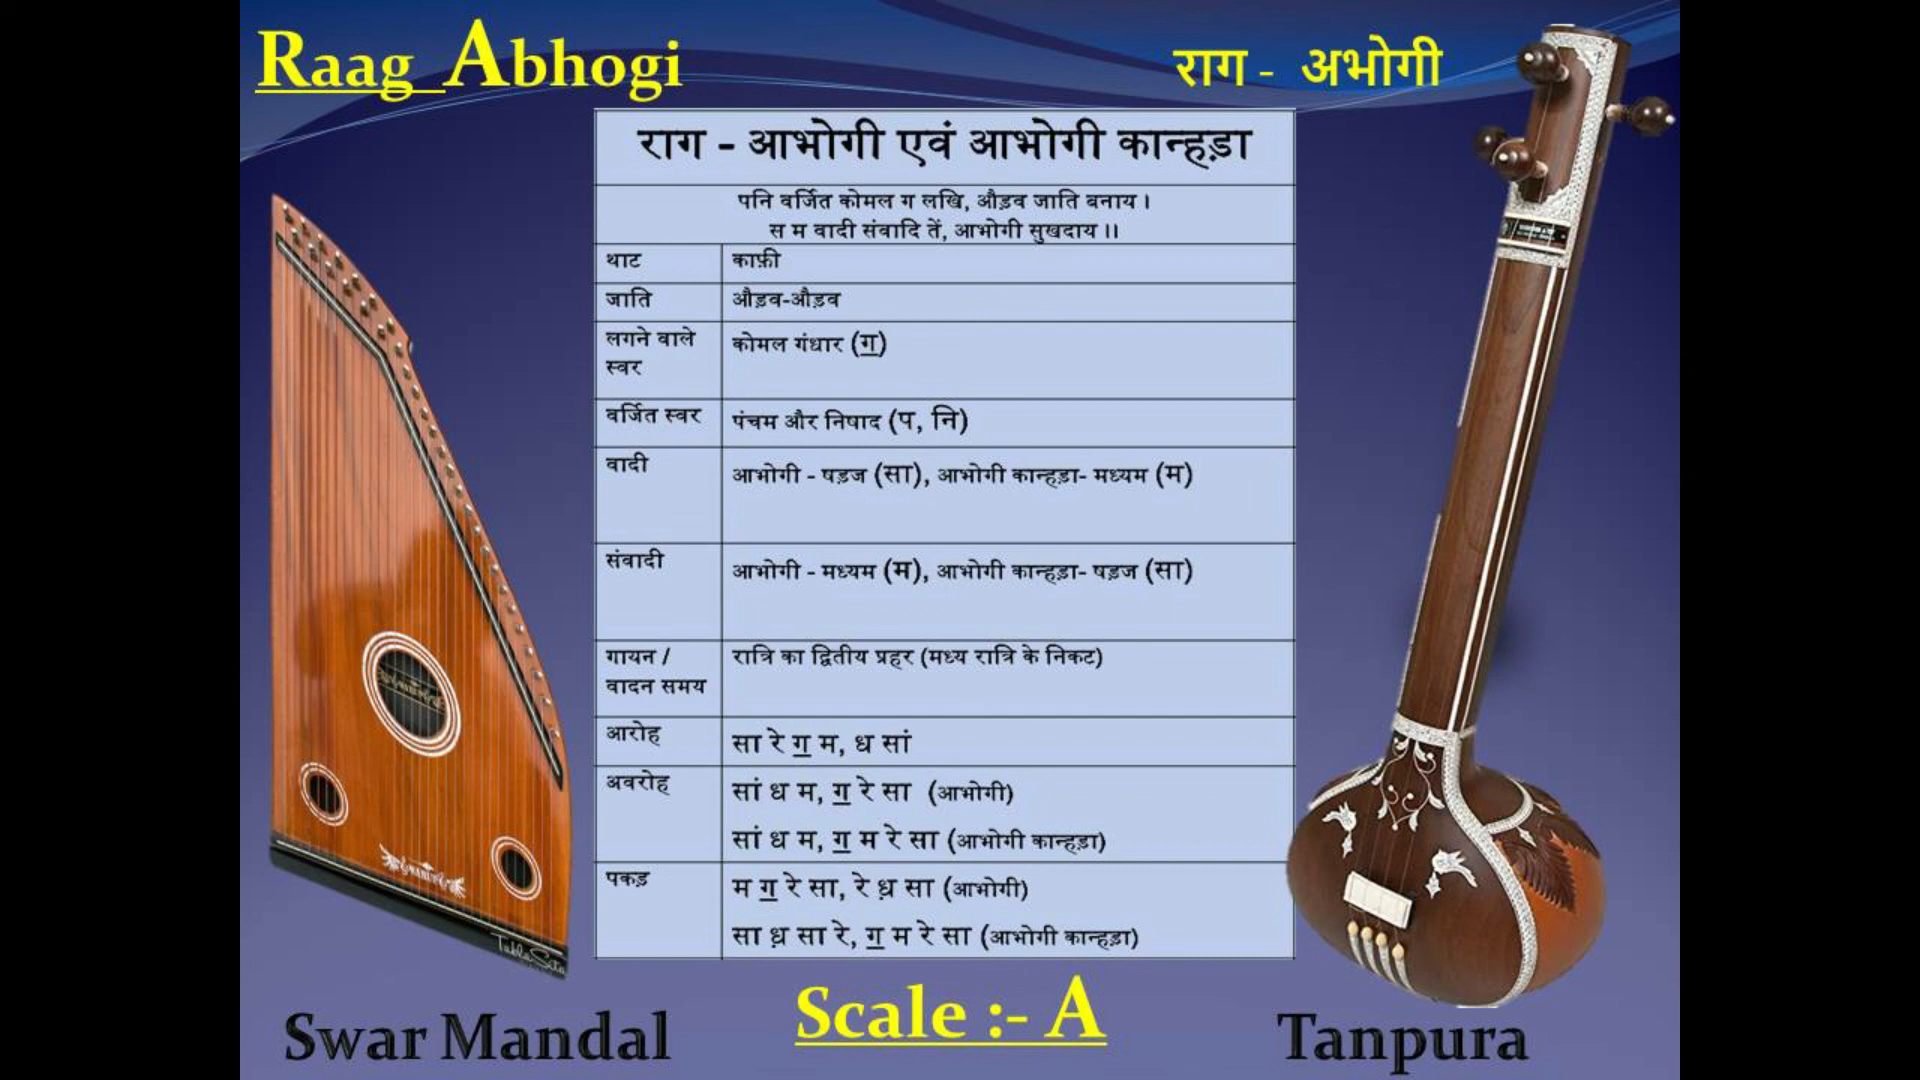 Raag Abhogi
राग - अभोगी
राग - आभोगी एवं आभोगी कान्हड़ा
पनि वर्जित कोमल ग लखि, औड़व जाति बनाय ।
स म वादी संवादि तें, आभोगी सुखदाय ।।
थाट काफ़ी
जाति औड़व-औड़व
लगने वाले
स्वर
कोमल गंधार (ग॒)
वर्जित स्वर पंचम और निषाद (प, नि)
वादी आभोगी - षड़ज (सा), आभोगी कान्हड़ा- मध्यम (म)
संवादी आभोगी - मध्यम (म), आभोगी कान्हड़ा- षड़ज (सा)
गायन /
वादन समय
रात्रि का द्वितीय प्रहर (मध्य रात्रि के निकट)
आरोह सा रे ग॒ म, ध सां
अवरोह सां ध म, ग॒ रे सा (आभोगी)
सां ध म, ग॒ म रे सा (आभोगी कान्हड़ा)
पकड़ म ग॒ रे सा, रे ध़ सा (आभोगी)
सा ध़ सा रे, ग॒ म रे सा (आभोगी कान्हड़ा)
Scale :- A
Swar Mandal
Tanpura